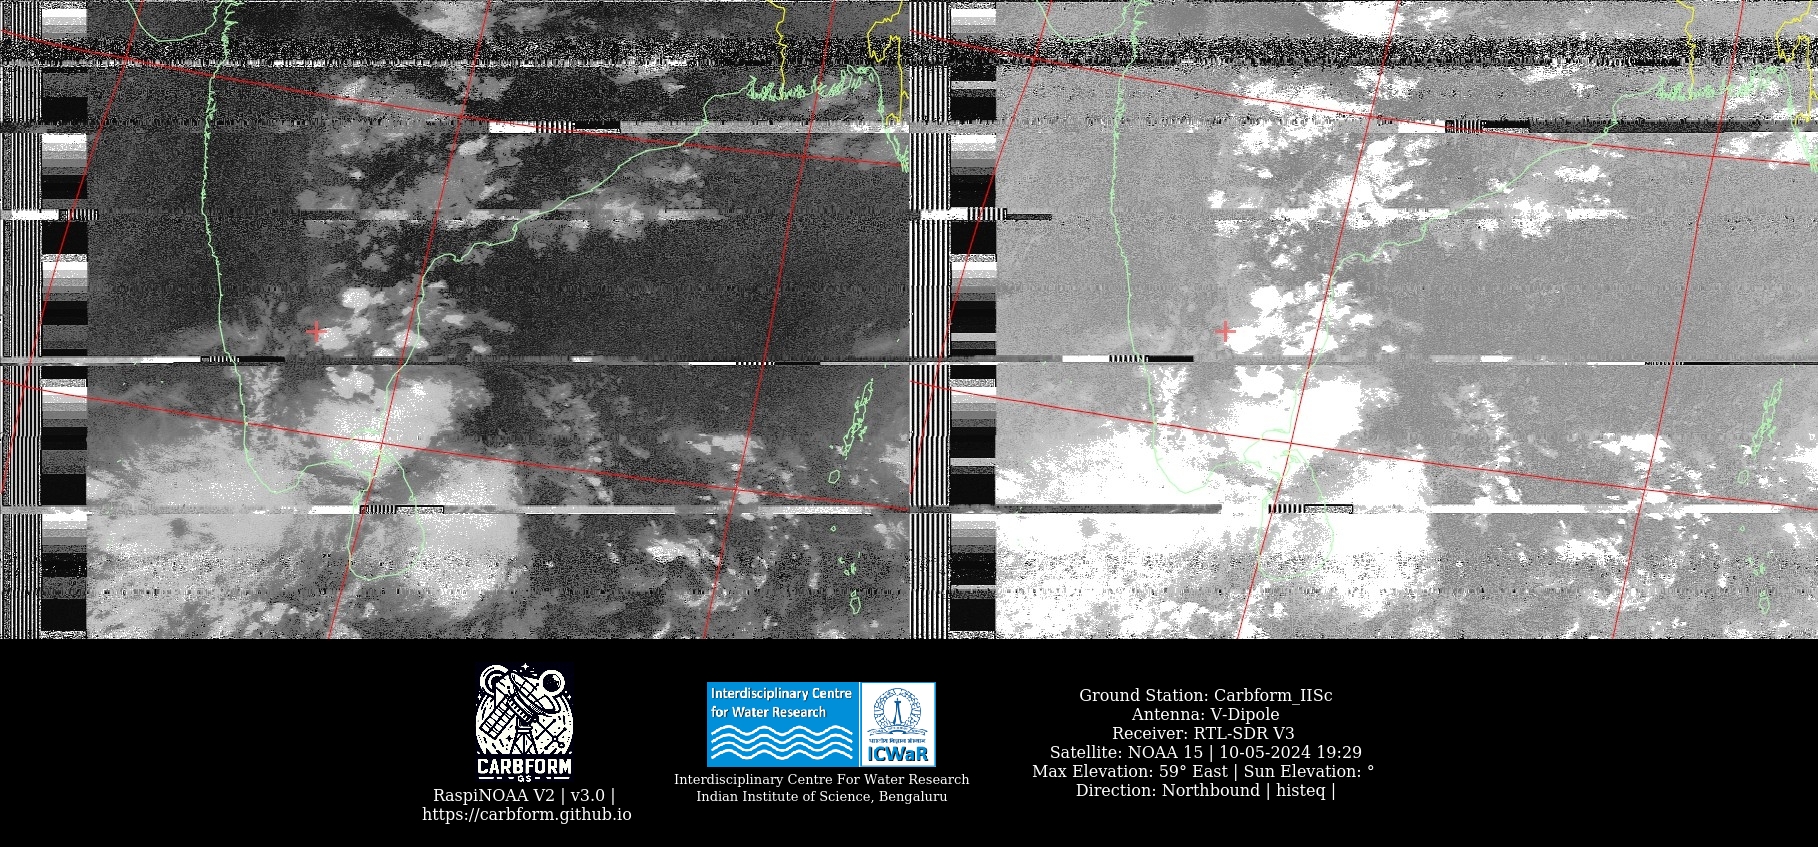 CARBFORM
GS
RaspiNOAA V2 | v3.0 |
https://carbform.github.io
Interdisciplinary Centre
for Water Research
ICWaR
Interdisciplinary Centre For Water Research
Indian Institute of Science, Bengaluru
Ground Station: Carbform_IISc
Antenna: V-Dipole
Receiver: RTL-SDR V3
Satellite: NOAA 15 | 10-05-2024 19:29
Max Elevation: 59° East | Sun Elevation: °
Direction: Northbound | histeq |